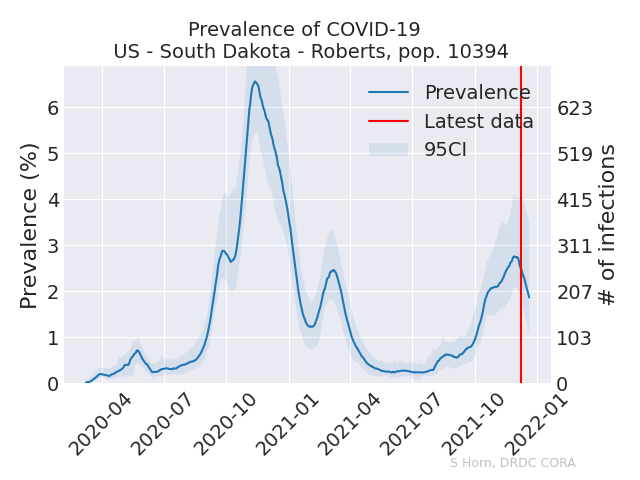 Prevalence of COVID-19
US - South Dakota - Roberts, pop. 10394
Prevalence
Latest data
95CI
Prevalence (%)
6
5
4
3
2
1
0
# of infections
623
519
415
311
207
103
0
2020-04
2020-07
2020-10
2021-01
2021-04
2021-07
2021-10
2022-01
S Horn, DRDC CORA